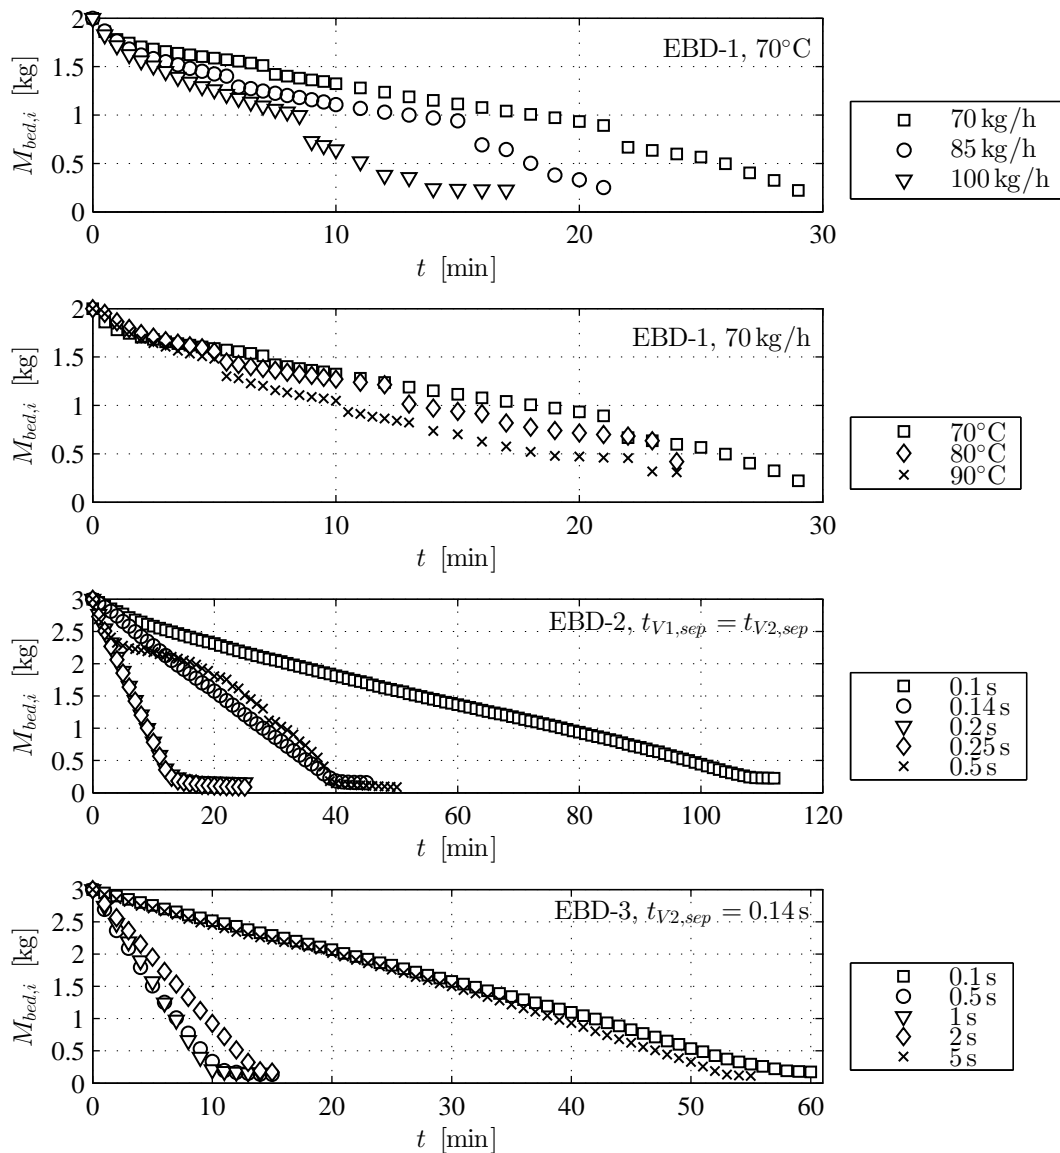 2
1.5
1
0.5
0
M_{bed,i} [kg]
EBD-1, 70°C
0 10 20 30
t [min]
70 kg/h
85 kg/h
100 kg/h
2
1.5
1
0.5
0
M_{bed,i} [kg]
EBD-1, 70 kg/h
0 10 20 30
t [min]
70°C
80°C
90°C
3
2.5
2
1.5
1
0.5
0
M_{bed,i} [kg]
EBD-2, t_{V1,sep} = t_{V2,sep}
0 20 40 60 80 100 120
t [min]
0.1 s
0.14 s
0.2 s
0.25 s
0.5 s
3
2.5
2
1.5
1
0.5
0
M_{bed,i} [kg]
EBD-3, t_{V2,sep} = 0.14 s
0 10 20 30 40 50 60
t [min]
0.1 s
0.5 s
1 s
2 s
5 s